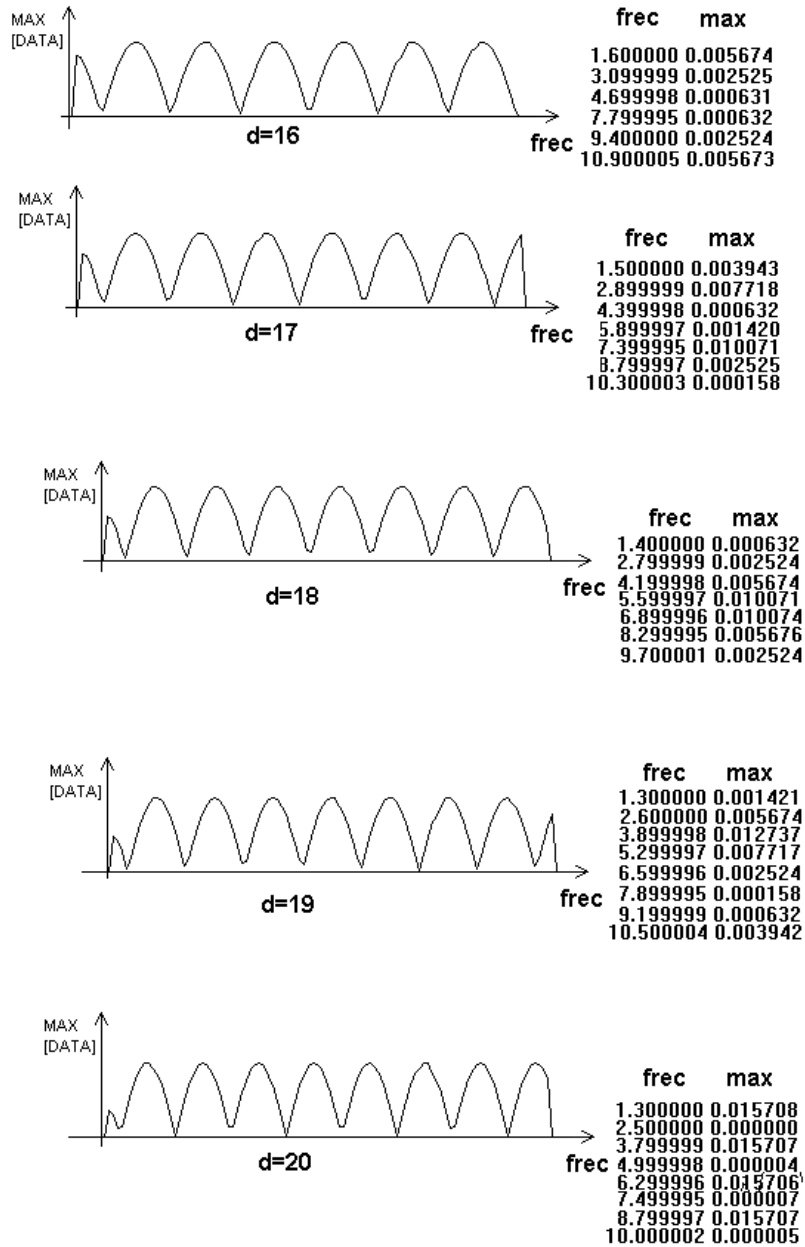 MAX
[DATA]
frec
d=16
frec max
1.600000 0.005674
3.099999 0.002525
4.699998 0.000631
7.799995 0.000632
9.400000 0.002524
10.900005 0.005673
MAX
[DATA]
frec
d=17
frec max
1.500000 0.003943
2.899999 0.007718
4.399998 0.000632
5.899997 0.001420
7.399995 0.010071
8.799997 0.002525
10.300003 0.000158
MAX
[DATA]
frec
d=18
frec max
1.400000 0.000632
2.799999 0.002524
4.199998 0.005674
5.599997 0.010071
6.899996 0.010074
8.299995 0.005676
9.700001 0.002524
MAX
[DATA]
frec
d=19
frec max
1.300000 0.001421
2.600000 0.005674
3.899998 0.012737
5.299997 0.007717
6.599996 0.002524
7.899995 0.000158
9.199999 0.000632
10.500004 0.003942
MAX
[DATA]
frec
d=20
frec max
1.300000 0.015708
2.500000 0.000000
3.799999 0.015707
4.999998 0.000004
6.299996 0.015706
7.499995 0.000007
8.799997 0.015707
10.000002 0.000005